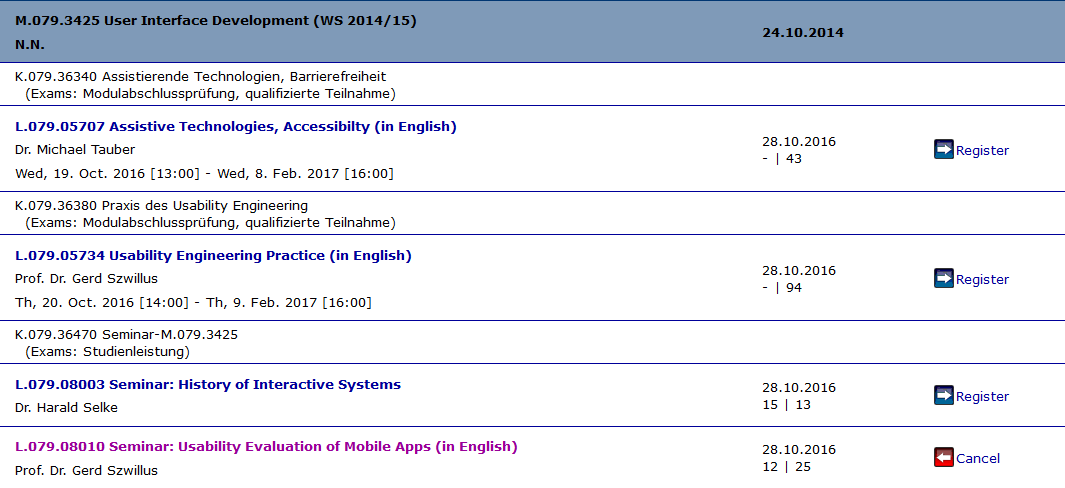 M.079.3425 User Interface Development (WS 2014/15)
N.N.
24.10.2014
K.079.36340 Assistierende Technologien, Barrierefreiheit
(Exams: Modulabschlussprüfung, qualifizierte Teilnahme)
L.079.05707 Assistive Technologies, Accessibilty (in English)
Dr. Michael Tauber
Wed, 19. Oct. 2016 [13:00] - Wed, 8. Feb. 2017 [16:00]
28.10.2016
- | 43
Register
K.079.36380 Praxis des Usability Engineering
(Exams: Modulabschlussprüfung, qualifizierte Teilnahme)
L.079.05734 Usability Engineering Practice (in English)
Prof. Dr. Gerd Szwillus
Th, 20. Oct. 2016 [14:00] - Th, 9. Feb. 2017 [16:00]
28.10.2016
- | 94
Register
K.079.36470 Seminar-M.079.3425
(Exams: Studienleistung)
L.079.08003 Seminar: History of Interactive Systems
Dr. Harald Selke
28.10.2016
15 | 13
Register
L.079.08010 Seminar: Usability Evaluation of Mobile Apps (in English)
Prof. Dr. Gerd Szwillus
28.10.2016
12 | 25
Cancel